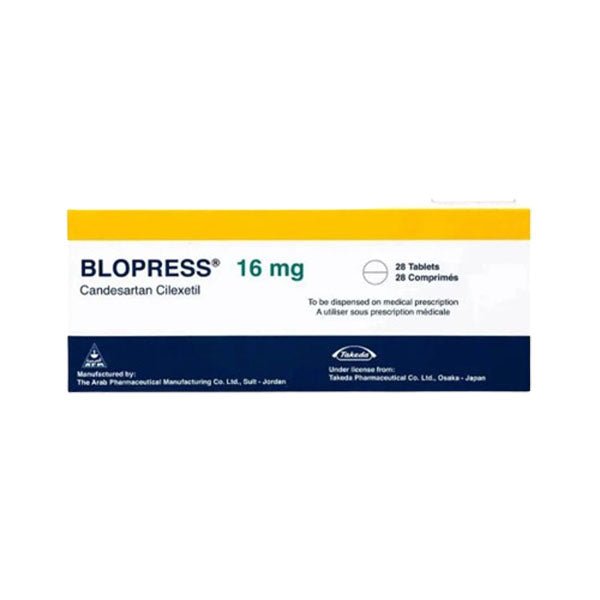 BLOPRESS® 16 mg
Candesartan Cilexetil
28 Tablets
28 Comprimés
To be dispensed on medical prescription
A utiliser sous prescription médicale
APM
Manufactured by:
The Arab Pharmaceutical Manufacturing Co. Ltd., Sult - Jordan
Takeda
Under license from:
Takeda Pharmaceutical Co. Ltd., Osaka - Japan